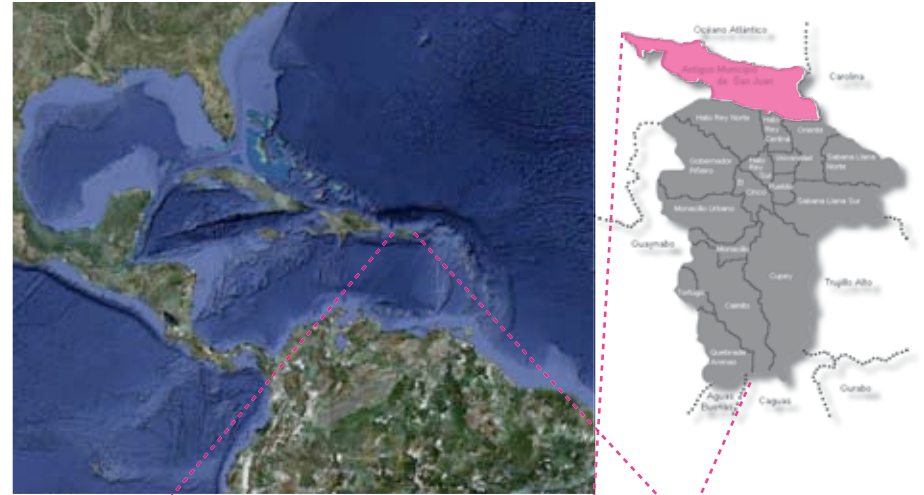 Océano Atlántico
Antiguo Municipio
de San Juan
Carolina
Hato Rey Norte
Hato
Rey
Central
Oriente
Gobernador
Piñero
Hato
Rey
Sur
Universidad
Sabana Llana
Norte
El
Cinco
Pueblo
Monacillo Urbano
Sabana Llana Sur
Guaynabo
Monacillo
Cupey
Trujillo Alto
Tortugo
Caimito
Quebrada
Arenas
Aguas
Buenas
Caguas
Gurabo